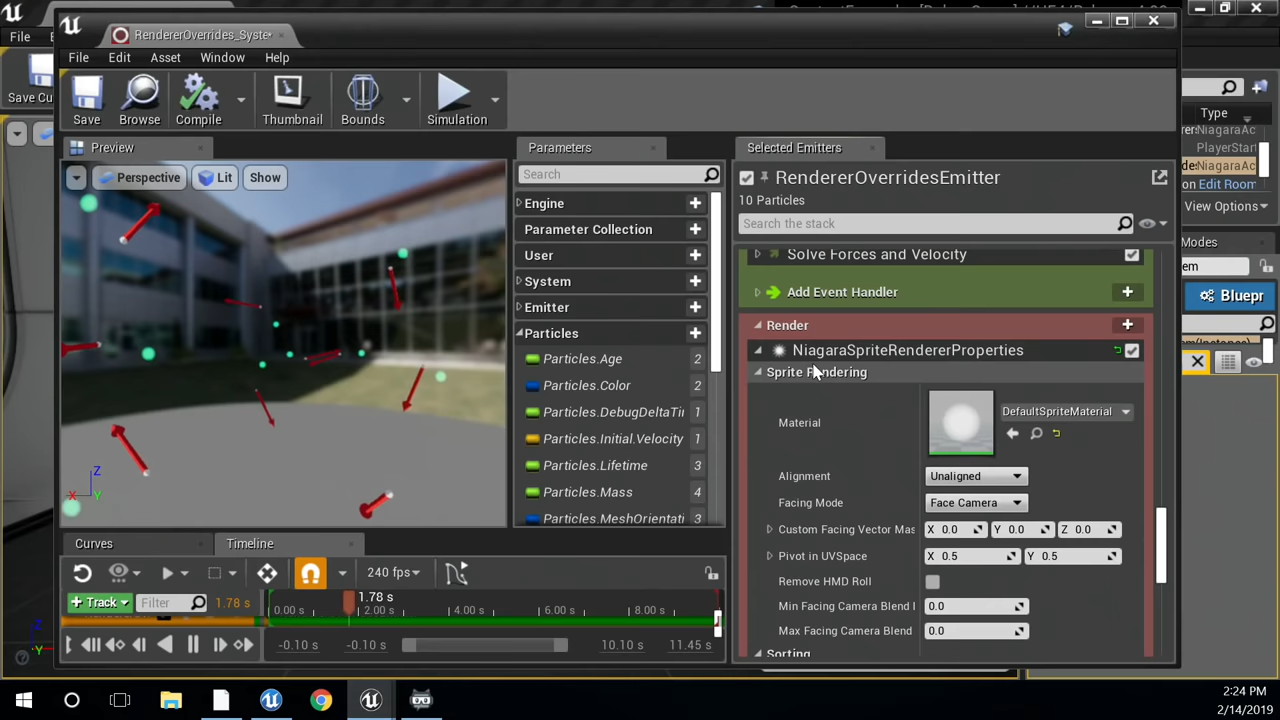 RendererOverrides_Syste*
File
Edit
Asset
Window
Help
File
Save Cu
Save
Browse
Compile
Thumbnail
Bounds
Simulation
Type
NiagaraAc
PlayerStart
NiagaraAc
Edit Room
View Options
Modes
Bluepr
Preview
Perspective
Lit
Show
Z
X
Y
Parameters
Search
Engine
Parameter Collection
User
System
Emitter
Particles
Particles.Age 2
Particles.Color 2
Particles.DebugDeltaTi 1
Particles.Initial.Velocity 1
Particles.Lifetime 3
Particles.Mass 4
Particles.MeshOrientati 3
Selected Emitters
RendererOverridesEmitter
10 Particles
Search the stack
Solve Forces and Velocity
Add Event Handler
Render
NiagaraSpriteRendererProperties
Sprite Rendering
Material
DefaultSpriteMaterial
Alignment Unaligned
Facing Mode Face Camera
Custom Facing Vector Mas X 0.0 Y 0.0 Z 0.0
Pivot in UVSpace X 0.5 Y 0.5
Remove HMD Roll
Min Facing Camera Blend 0.0
Max Facing Camera Blend 0.0
Sorting
Curves
Timeline
240 fps
Track
Filter
1.78 s
1.78 s
0.00 s 2.00 s 4.00 s 6.00 s 8.00 s
-0.10 s -0.10 s 10.10 s 11.45 s
2:24 PM
2/14/2019